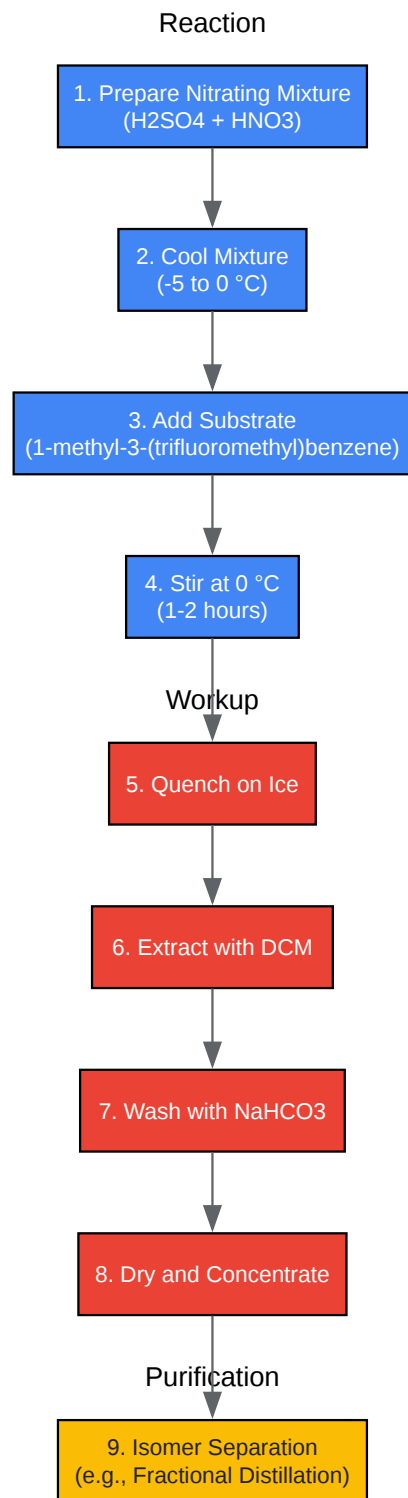 Reaction
1. Prepare Nitrating Mixture
(H2SO4 + HNO3)
2. Cool Mixture
(-5 to 0 °C)
3. Add Substrate
(1-methyl-3-(trifluoromethyl)benzene)
4. Stir at 0 °C
(1-2 hours)
Workup
5. Quench on Ice
6. Extract with DCM
7. Wash with NaHCO3
8. Dry and Concentrate
Purification
9. Isomer Separation
(e.g., Fractional Distillation)